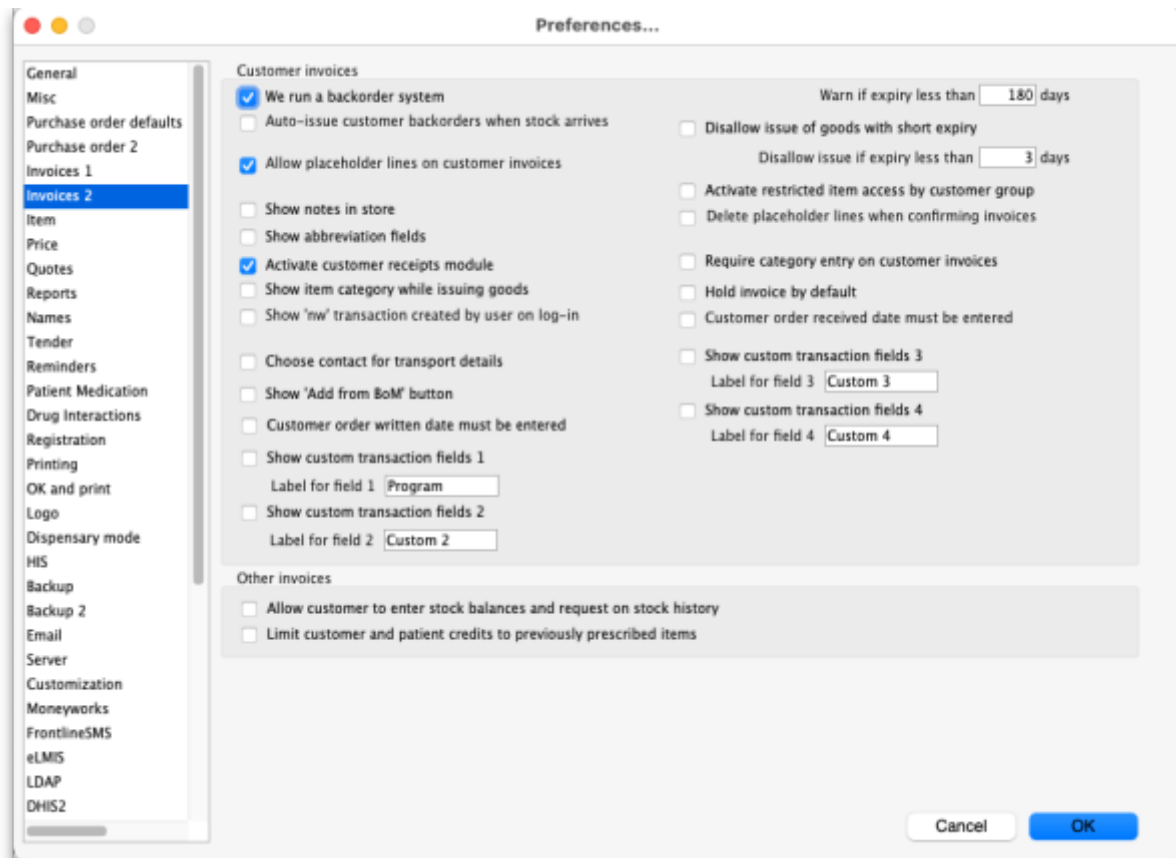 Preferences...
General
Misc
Purchase order defaults
Purchase order 2
Invoices 1
Invoices 2
Item
Price
Quotes
Reports
Names
Tender
Reminders
Patient Medication
Drug Interactions
Registration
Printing
OK and print
Logo
Dispensary mode
HIS
Backup
Backup 2
Email
Server
Customization
Moneyworks
FrontlineSMS
eLMIS
LDAP
DHIS2
Customer invoices
We run a backorder system
Auto-issue customer backorders when stock arrives
Allow placeholder lines on customer invoices
Show notes in store
Show abbreviation fields
Activate customer receipts module
Show item category while issuing goods
Show 'nw' transaction created by user on log-in
Choose contact for transport details
Show 'Add from BoM' button
Customer order written date must be entered
Show custom transaction fields 1
Label for field 1 Program
Show custom transaction fields 2
Label for field 2 Custom 2
Warn if expiry less than 180 days
Disallow issue of goods with short expiry
Disallow issue if expiry less than 3 days
Activate restricted item access by customer group
Delete placeholder lines when confirming invoices
Require category entry on customer invoices
Hold invoice by default
Customer order received date must be entered
Show custom transaction fields 3
Label for field 3 Custom 3
Show custom transaction fields 4
Label for field 4 Custom 4
Other invoices
Allow customer to enter stock balances and request on stock history
Limit customer and patient credits to previously prescribed items
Cancel
OK